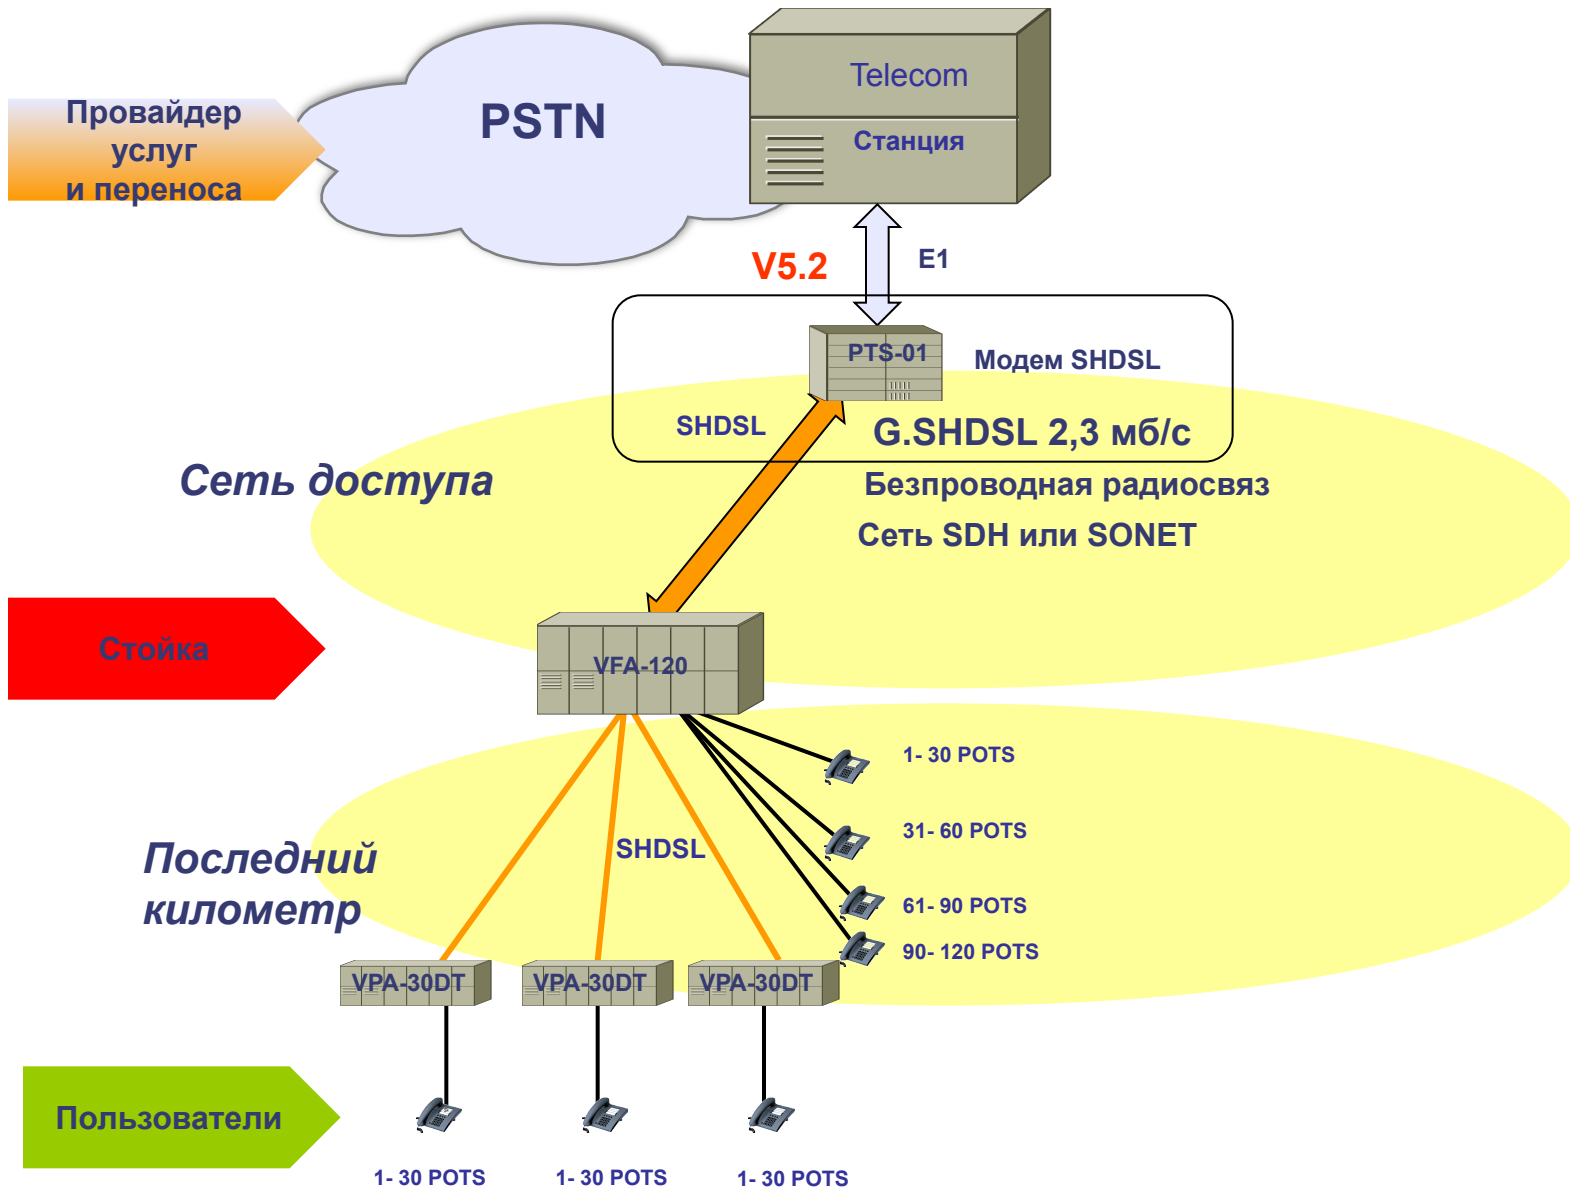 Провайдер
услуг
и переноса
PSTN
Telecom
Станция
V5.2
E1
PTS-01
Модем SHDSL
SHDSL
G.SHDSL 2,3 мб/с
Сеть доступа
Безпроводная радиосвяз
Сеть SDH или SONET
Стойка
VFA-120
1- 30 POTS
31- 60 POTS
SHDSL
Последний
километр
61- 90 POTS
90- 120 POTS
VPA-30DT
VPA-30DT
VPA-30DT
Пользователи
1- 30 POTS
1- 30 POTS
1- 30 POTS